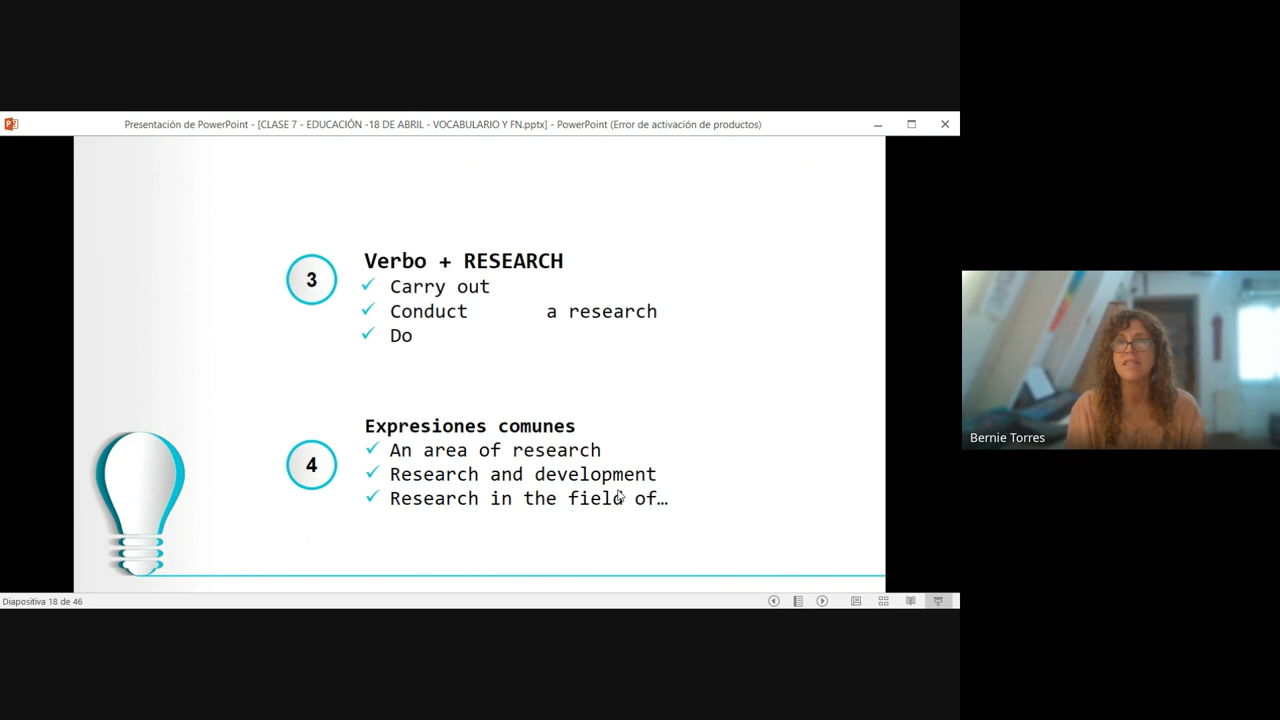 Presentación de PowerPoint - [CLASE 7 - EDUCACIÓN -18 DE ABRIL - VOCABULARIO Y FN.pptx] - PowerPoint (Error de activación de productos)
3
Verbo + RESEARCH
✓ Carry out
✓ Conduct a research
✓ Do
4
Expresiones comunes
✓ An area of research
✓ Research and development
✓ Research in the field of…
Bernie Torres
Diapositiva 18 de 46